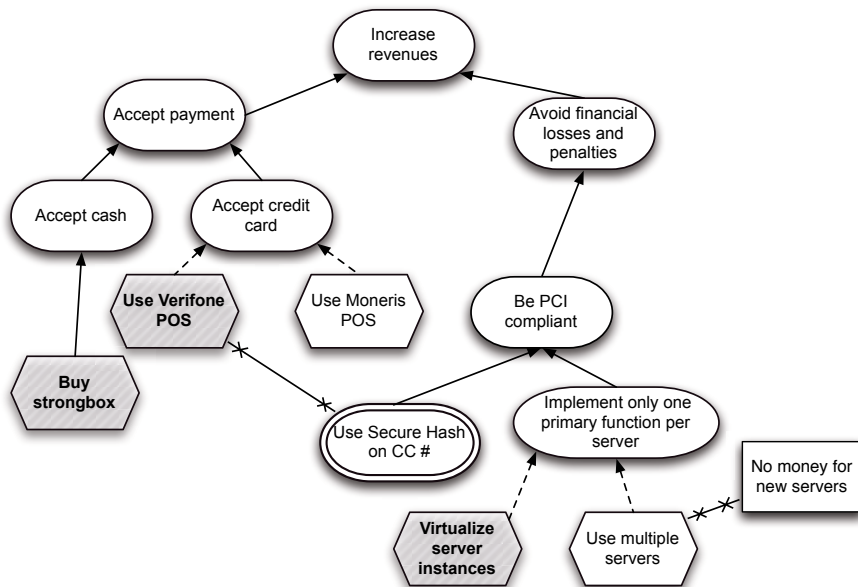 Increase
revenues
Accept payment
Avoid financial
losses and
penalties
Accept cash
Accept credit
card
Use Verifone
POS
Use Moneris
POS
Be PCI
compliant
Buy
strongbox
Use Secure Hash
on CC #
Implement only one
primary function per
server
No money for
new servers
Virtualize
server
instances
Use multiple
servers